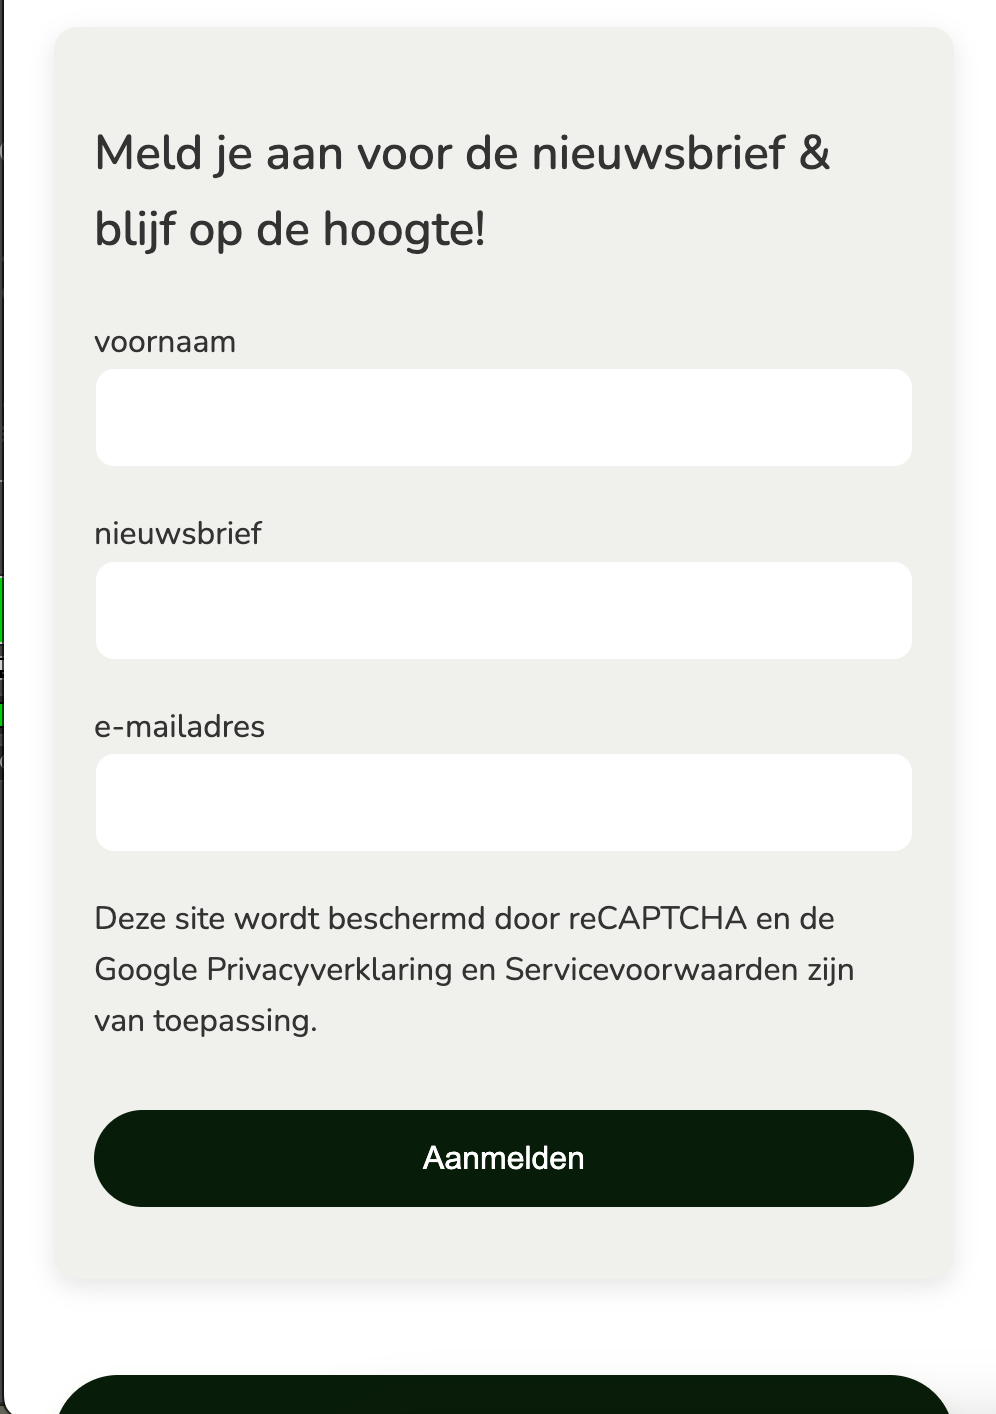 Meld je aan voor de nieuwsbrief &
blijf op de hoogte!
voornaam
nieuwsbrief
e-mailadres
Deze site wordt beschermd door reCAPTCHA en de
Google Privacyverklaring en Servicevoorwaarden zijn
van toepassing.
Aanmelden